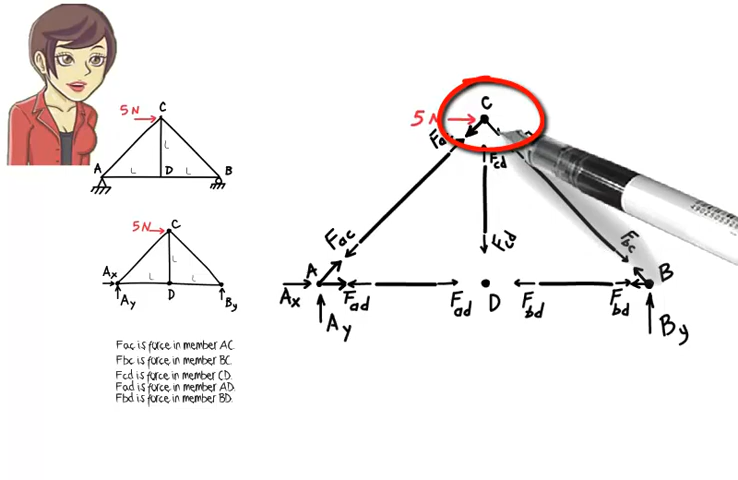 5 N
C
L
A
L
D
L
B
5N
C
L
Ax
L
L
Ay
D
By
Fac is force in member AC.
Fbc is force in member BC.
Fcd is force in member CD.
Fad is force in member AD.
Fbd is force in member BD.
C
5 N
Fcd
Fac
Fcd
Fbc
A
B
Ax
Fad
Fad
D
Fbd
Fbd
Ay
By